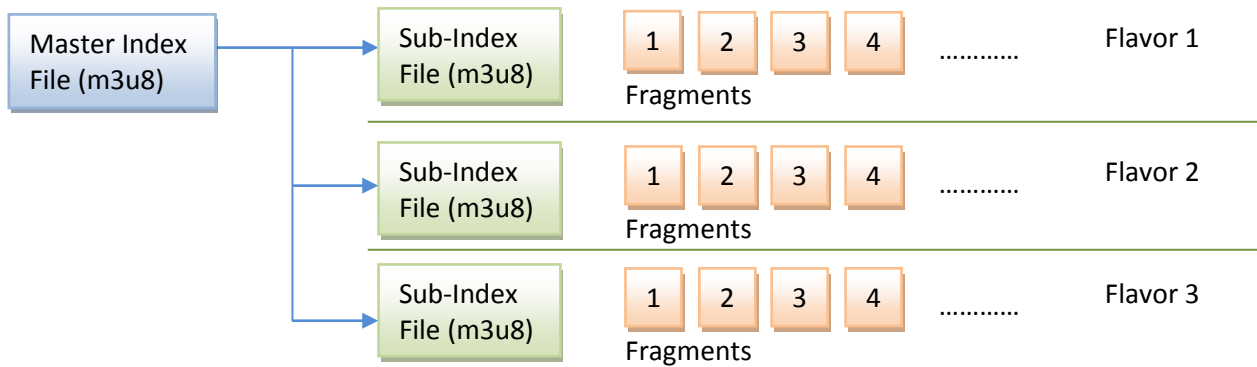 Master Index
File (m3u8)
Sub-Index
File (m3u8)
1 2 3 4 ………… Flavor 1
Fragments
Sub-Index
File (m3u8)
1 2 3 4 ………… Flavor 2
Fragments
Sub-Index
File (m3u8)
1 2 3 4 ………… Flavor 3
Fragments